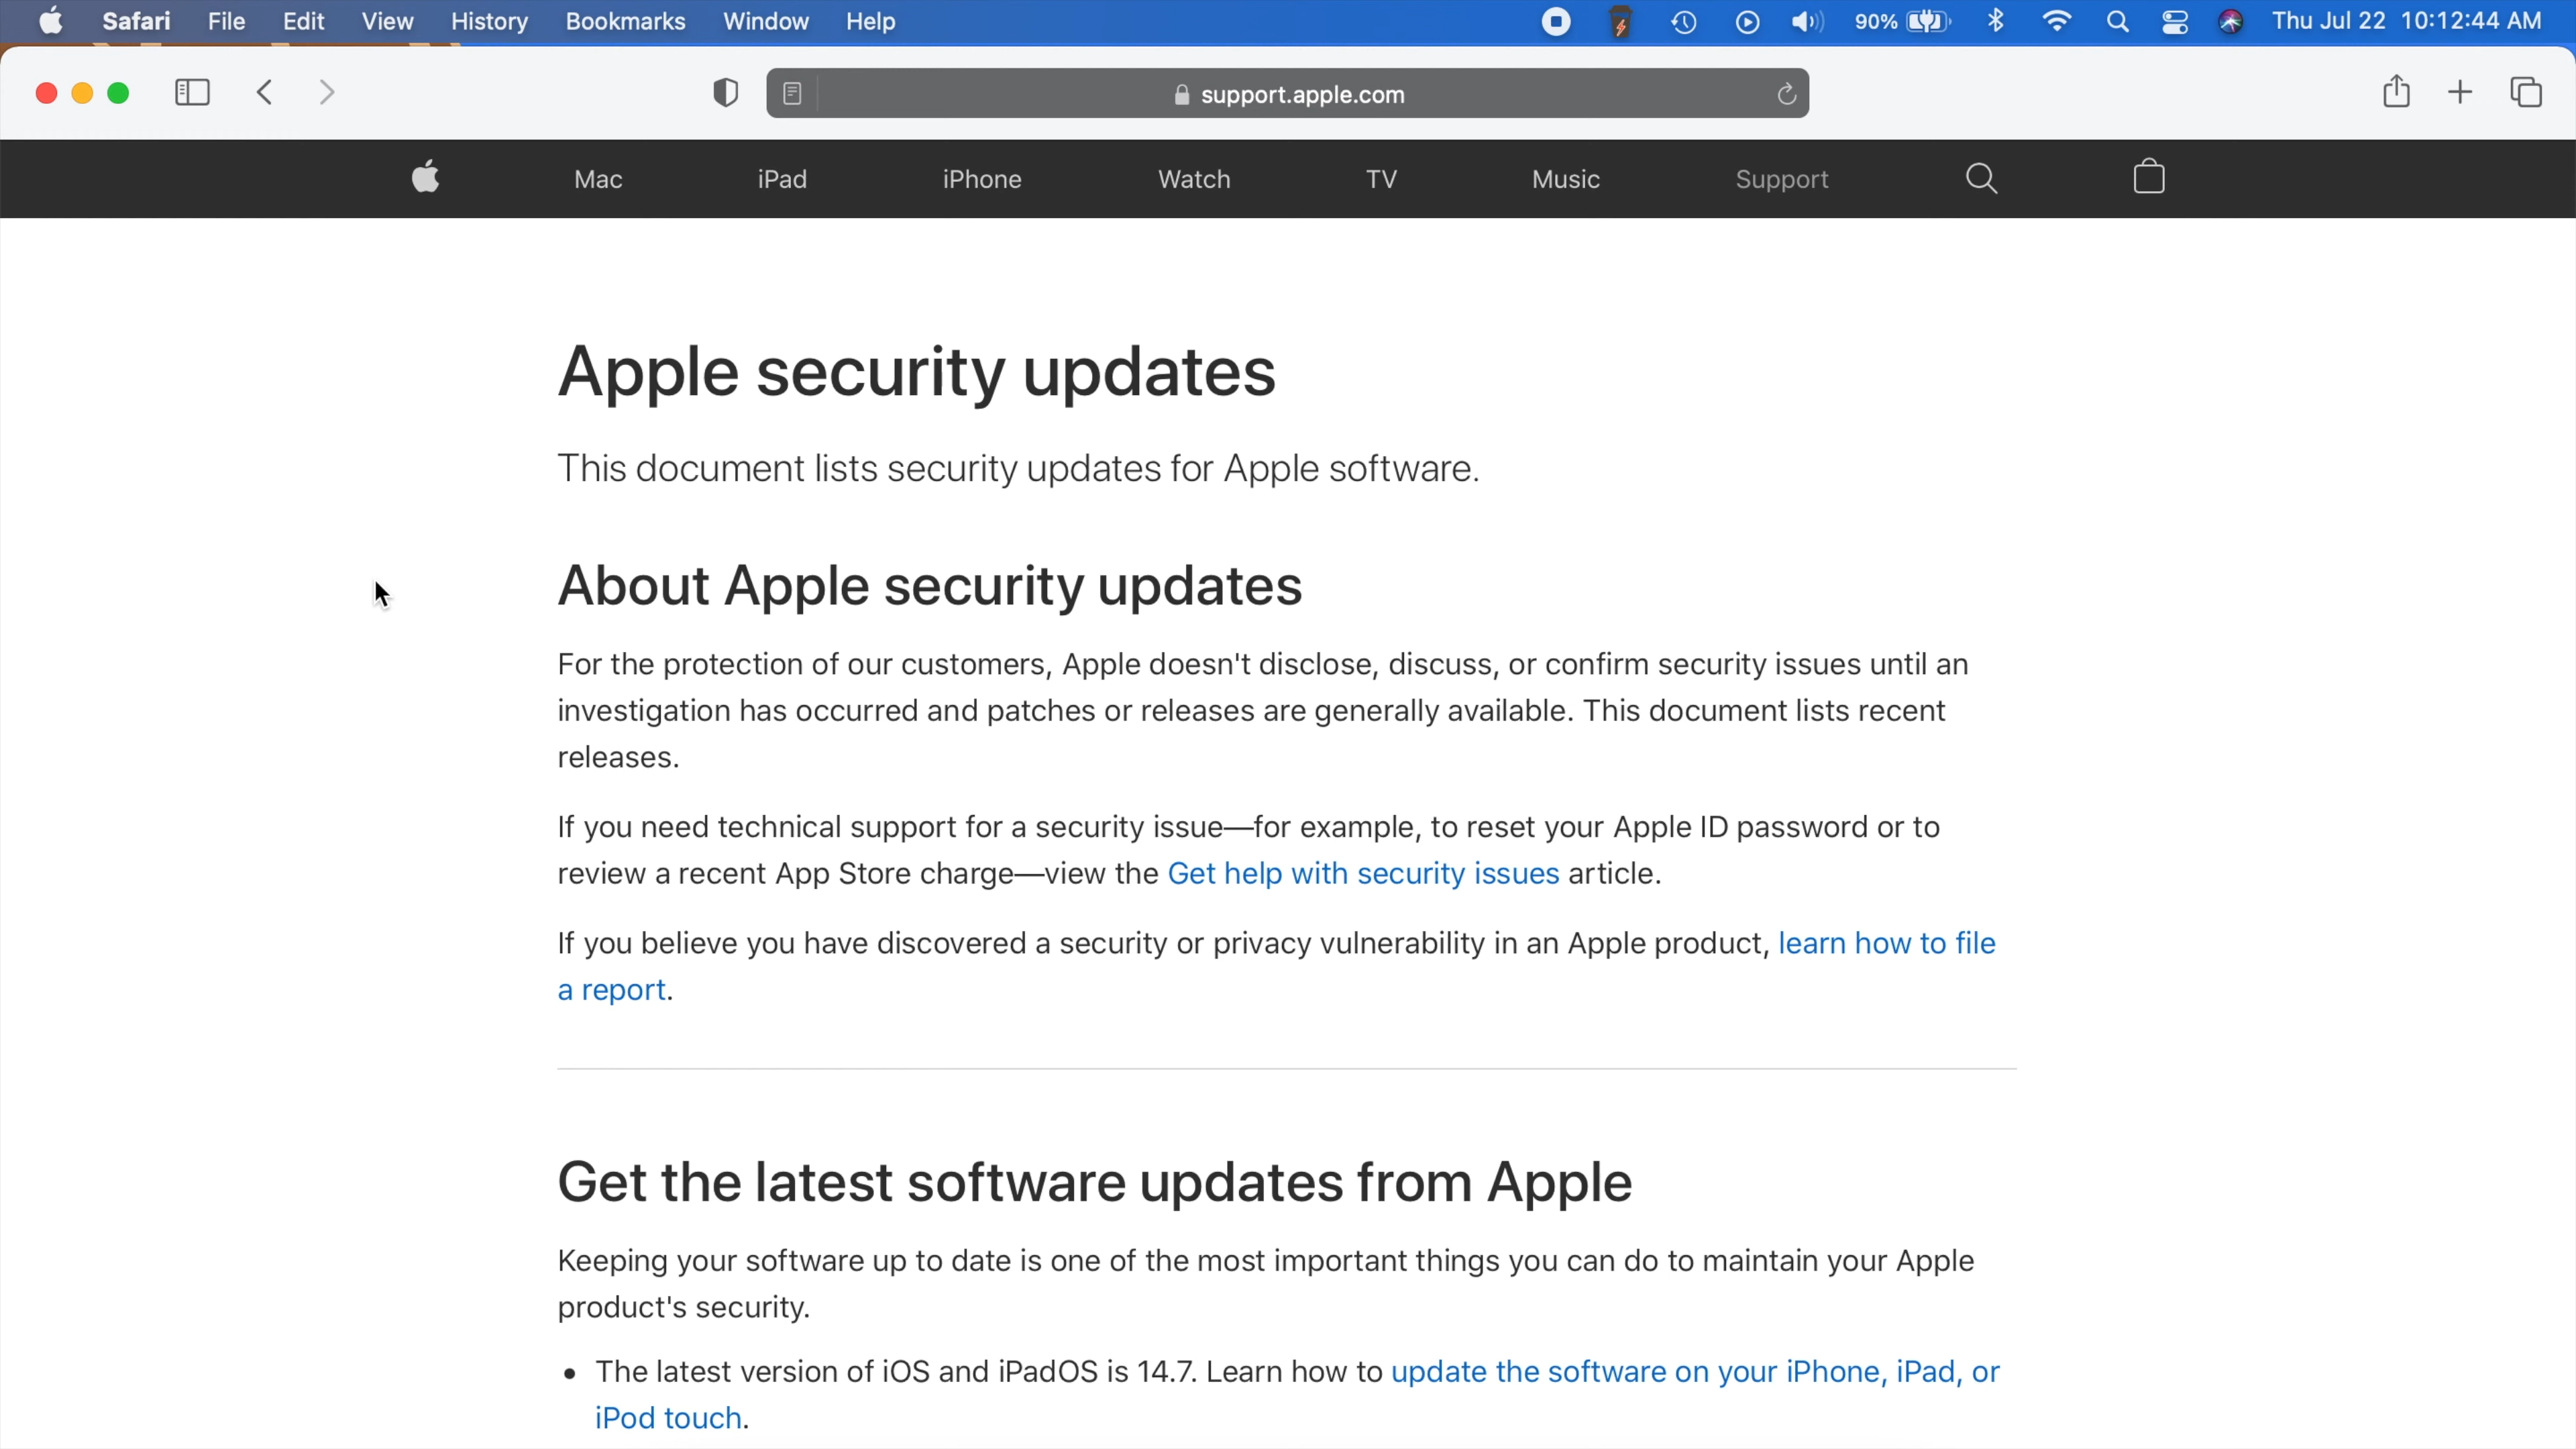 Safari File Edit View History Bookmarks Window Help 90% Thu Jul 22 10:12:44 AM
support.apple.com
Mac iPad iPhone Watch TV Music Support
Apple security updates
This document lists security updates for Apple software.
About Apple security updates
For the protection of our customers, Apple doesn't disclose, discuss, or confirm security issues until an
investigation has occurred and patches or releases are generally available. This document lists recent
releases.
If you need technical support for a security issue—for example, to reset your Apple ID password or to
review a recent App Store charge—view the Get help with security issues article.
If you believe you have discovered a security or privacy vulnerability in an Apple product, learn how to file
a report.
Get the latest software updates from Apple
Keeping your software up to date is one of the most important things you can do to maintain your Apple
product's security.
• The latest version of iOS and iPadOS is 14.7. Learn how to update the software on your iPhone, iPad, or
iPod touch.